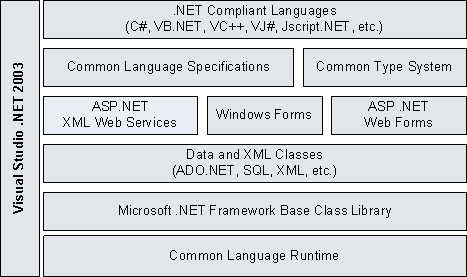 Visual Studio .NET 2003
.NET Compliant Languages
(C#, VB.NET, VC++, VJ#, Jscript.NET, etc.)
Common Language Specifications
Common Type System
ASP.NET
XML Web Services
Windows Forms
ASP .NET
Web Forms
Data and XML Classes
(ADO.NET, SQL, XML, etc.)
Microsoft .NET Framework Base Class Library
Common Language Runtime